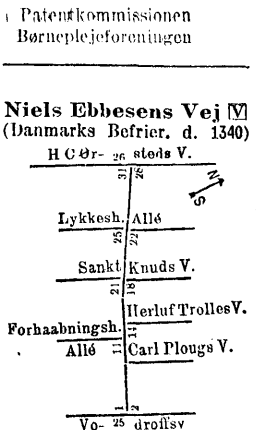 Patentkommissionen
Børneplejeforeningen
Niels Ebbesens Vej V
(Danmarks Befrier. d. 1340)
H C Ør- 26 steds V.
31 28
N
S
Lykkesh. Allé
25 22
Sankt Knuds V.
21 18
Herluf Trolles V.
Forhaabningsh. 14
Allé 11 Carl Plougs V.
1 2
Vo- 25 droffsv